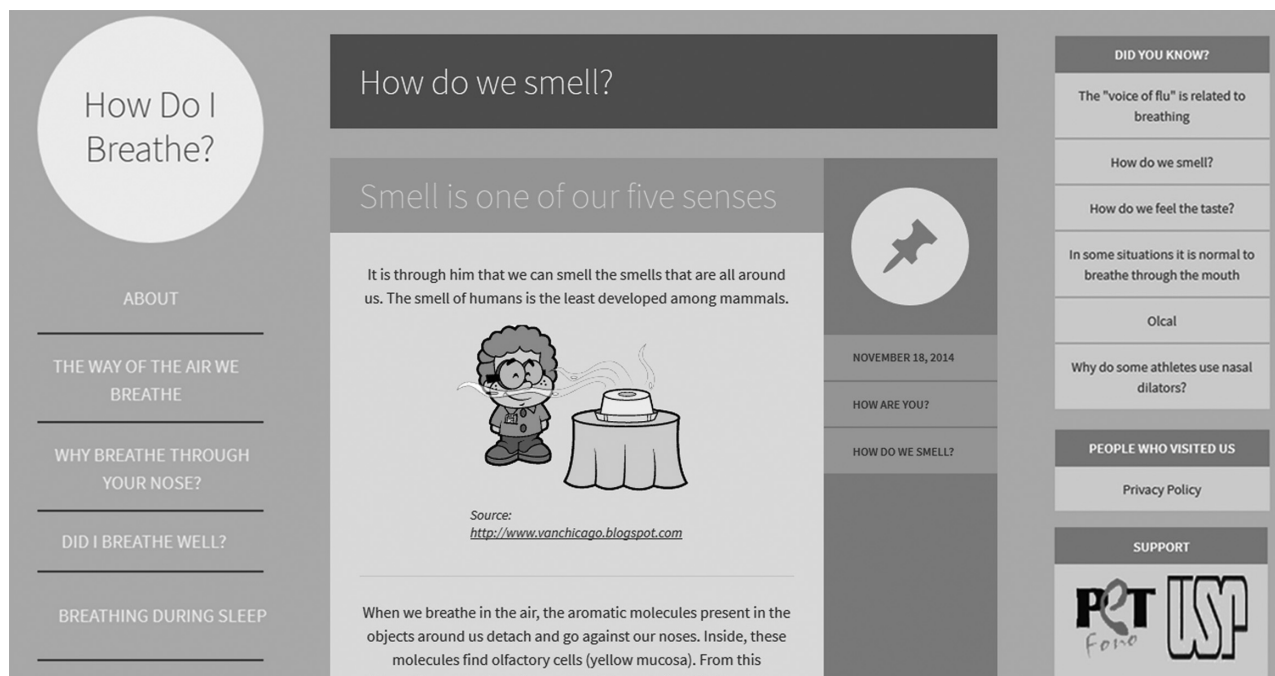 How Do I
Breathe?
ABOUT
THE WAY OF THE AIR WE
BREATHE
WHY BREATHE THROUGH
YOUR NOSE?
DID I BREATHE WELL?
BREATHING DURING SLEEP
How do we smell?
Smell is one of our five senses
It is through him that we can smell the smells that are all around
us. The smell of humans is the least developed among mammals.
Source:
http://www.vanchicago.blogspot.com
When we breathe in the air, the aromatic molecules present in the
objects around us detach and go against our noses. Inside, these
molecules find olfactory cells (yellow mucosa). From this
NOVEMBER 18, 2014
HOW ARE YOU?
HOW DO WE SMELL?
DID YOU KNOW?
The "voice of flu" is related to
breathing
How do we smell?
How do we feel the taste?
In some situations it is normal to
breathe through the mouth
Olcal
Why do some athletes use nasal
dilators?
PEOPLE WHO VISITED US
Privacy Policy
SUPPORT
PET USP
Fono